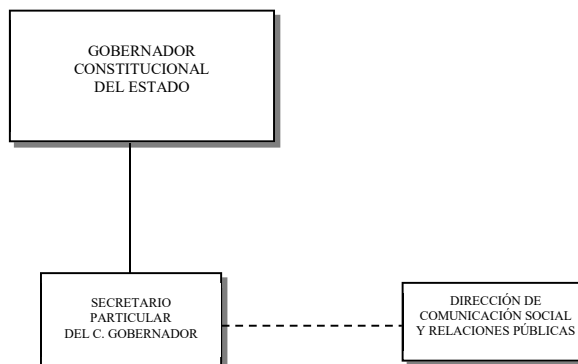 GOBERNADOR
CONSTITUCIONAL
DEL ESTADO
SECRETARIO
PARTICULAR
DEL C. GOBERNADOR
DIRECCIÓN DE
COMUNICACIÓN SOCIAL
Y RELACIONES PÚBLICAS